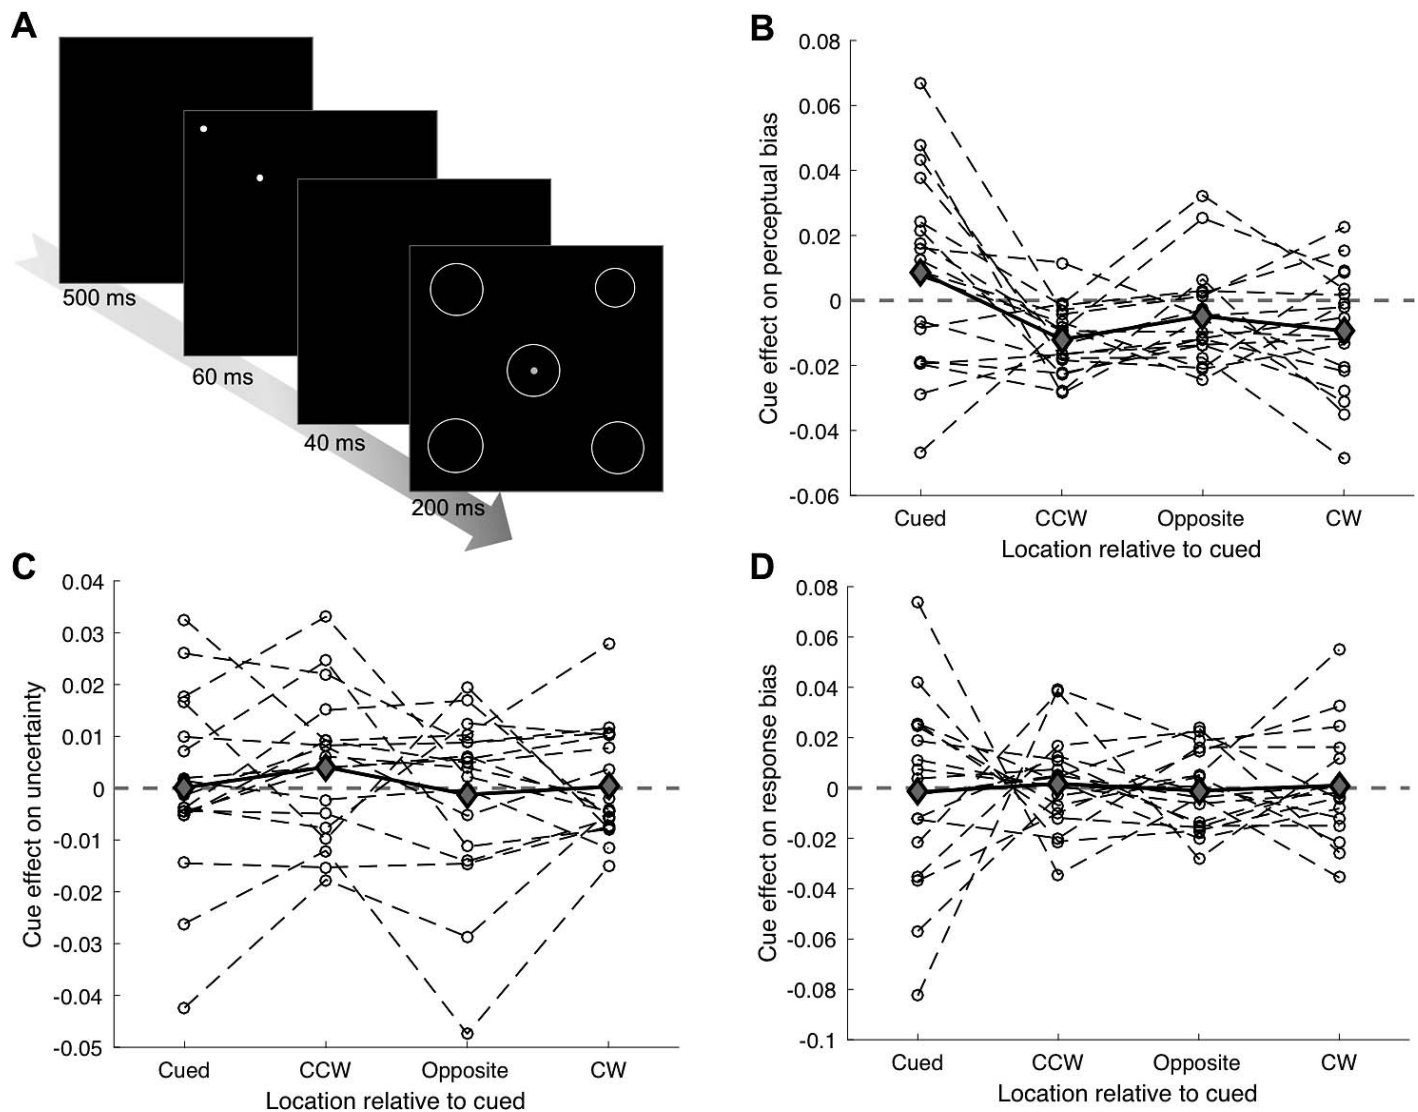 A
500 ms
60 ms
40 ms
200 ms
B
0.08
0.06
0.04
0.02
0
-0.02
-0.04
-0.06
Cue effect on perceptual bias
Cued CCW Opposite CW
Location relative to cued
C
0.04
0.03
0.02
0.01
0
-0.01
-0.02
-0.03
-0.04
-0.05
Cue effect on uncertainty
Cued CCW Opposite CW
Location relative to cued
D
0.08
0.06
0.04
0.02
0
-0.02
-0.04
-0.06
-0.08
-0.1
Cue effect on response bias
Cued CCW Opposite CW
Location relative to cued